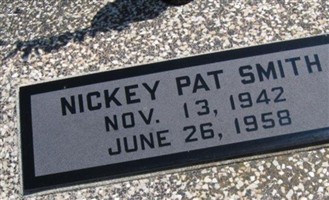 NICKEY PAT SMITH
NOV. 13, 1942
JUNE 26, 1958